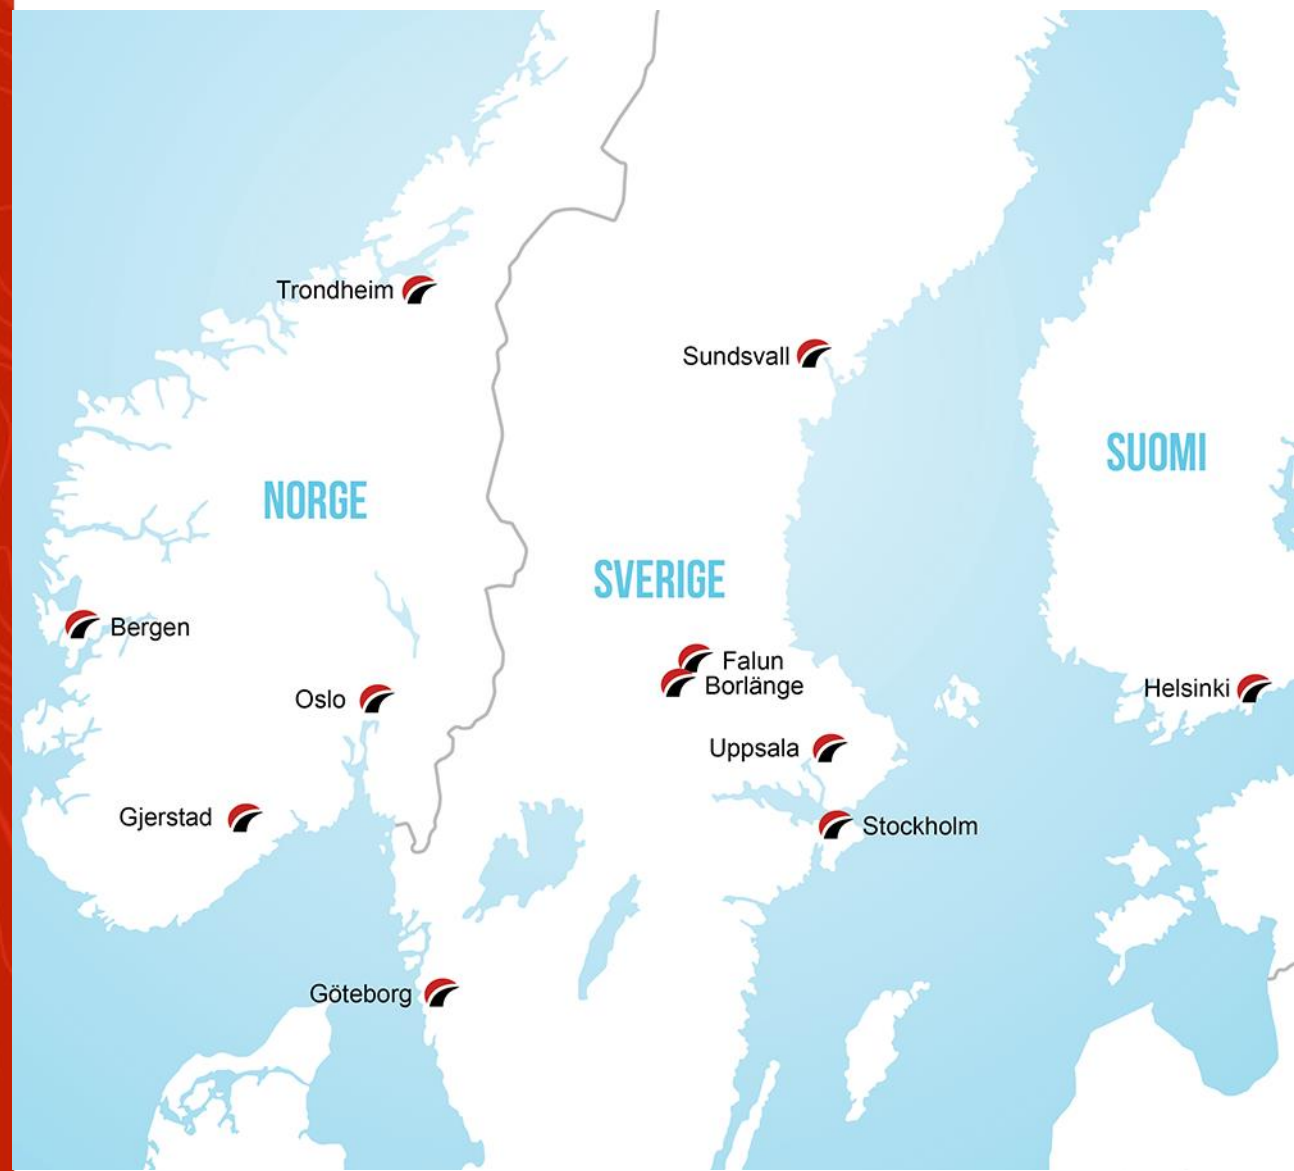 Trondheim
Sundsvall
SUOMI
NORGE
SVERIGE
Bergen
Falun
Borlänge
Oslo
Helsinki
Uppsala
Gjerstad
Stockholm
Göteborg